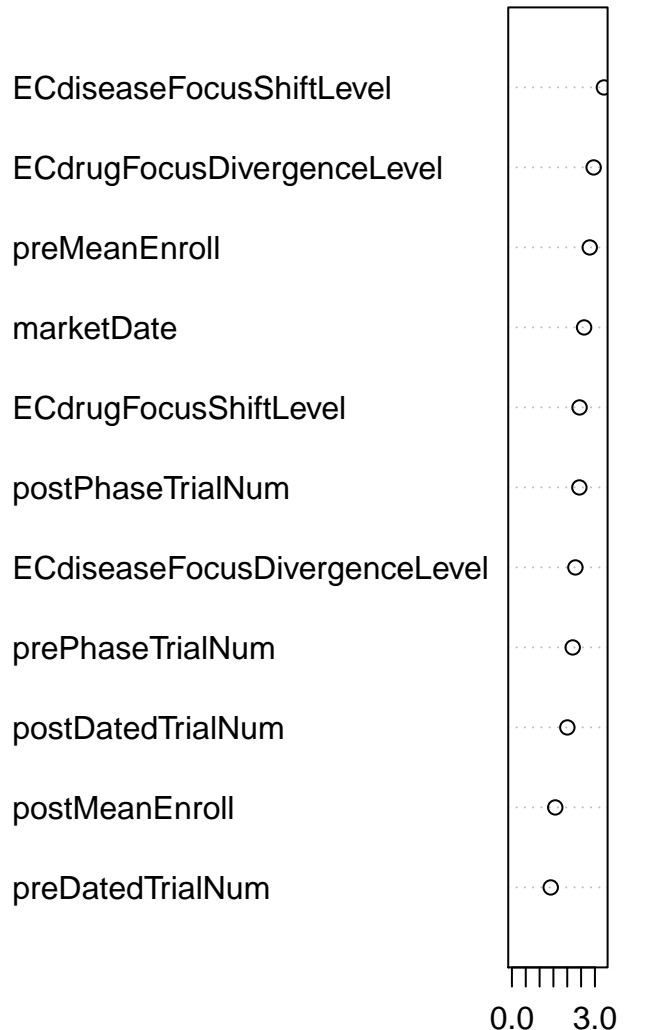 ECdiseaseFocusShiftLevel
ECdrugFocusDivergenceLevel
preMeanEnroll
marketDate
ECdrugFocusShiftLevel
postPhaseTrialNum
ECdiseaseFocusDivergenceLevel
prePhaseTrialNum
postDatedTrialNum
postMeanEnroll
preDatedTrialNum
0.0 3.0